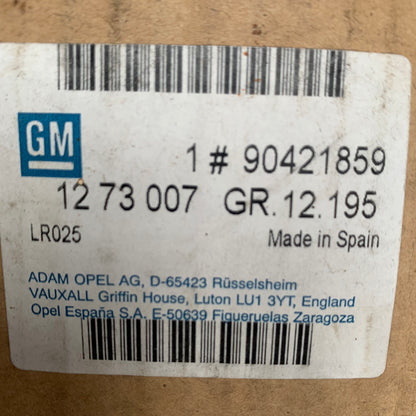 GM
1 # 90421859
12 73 007 GR.12.195
LR025 Made in Spain
ADAM OPEL AG, D-65423 Rüsselsheim
VAUXALL Griffin House, Luton LU1 3YT, England
Opel España S.A. E-50639 Figueruelas Zaragoza